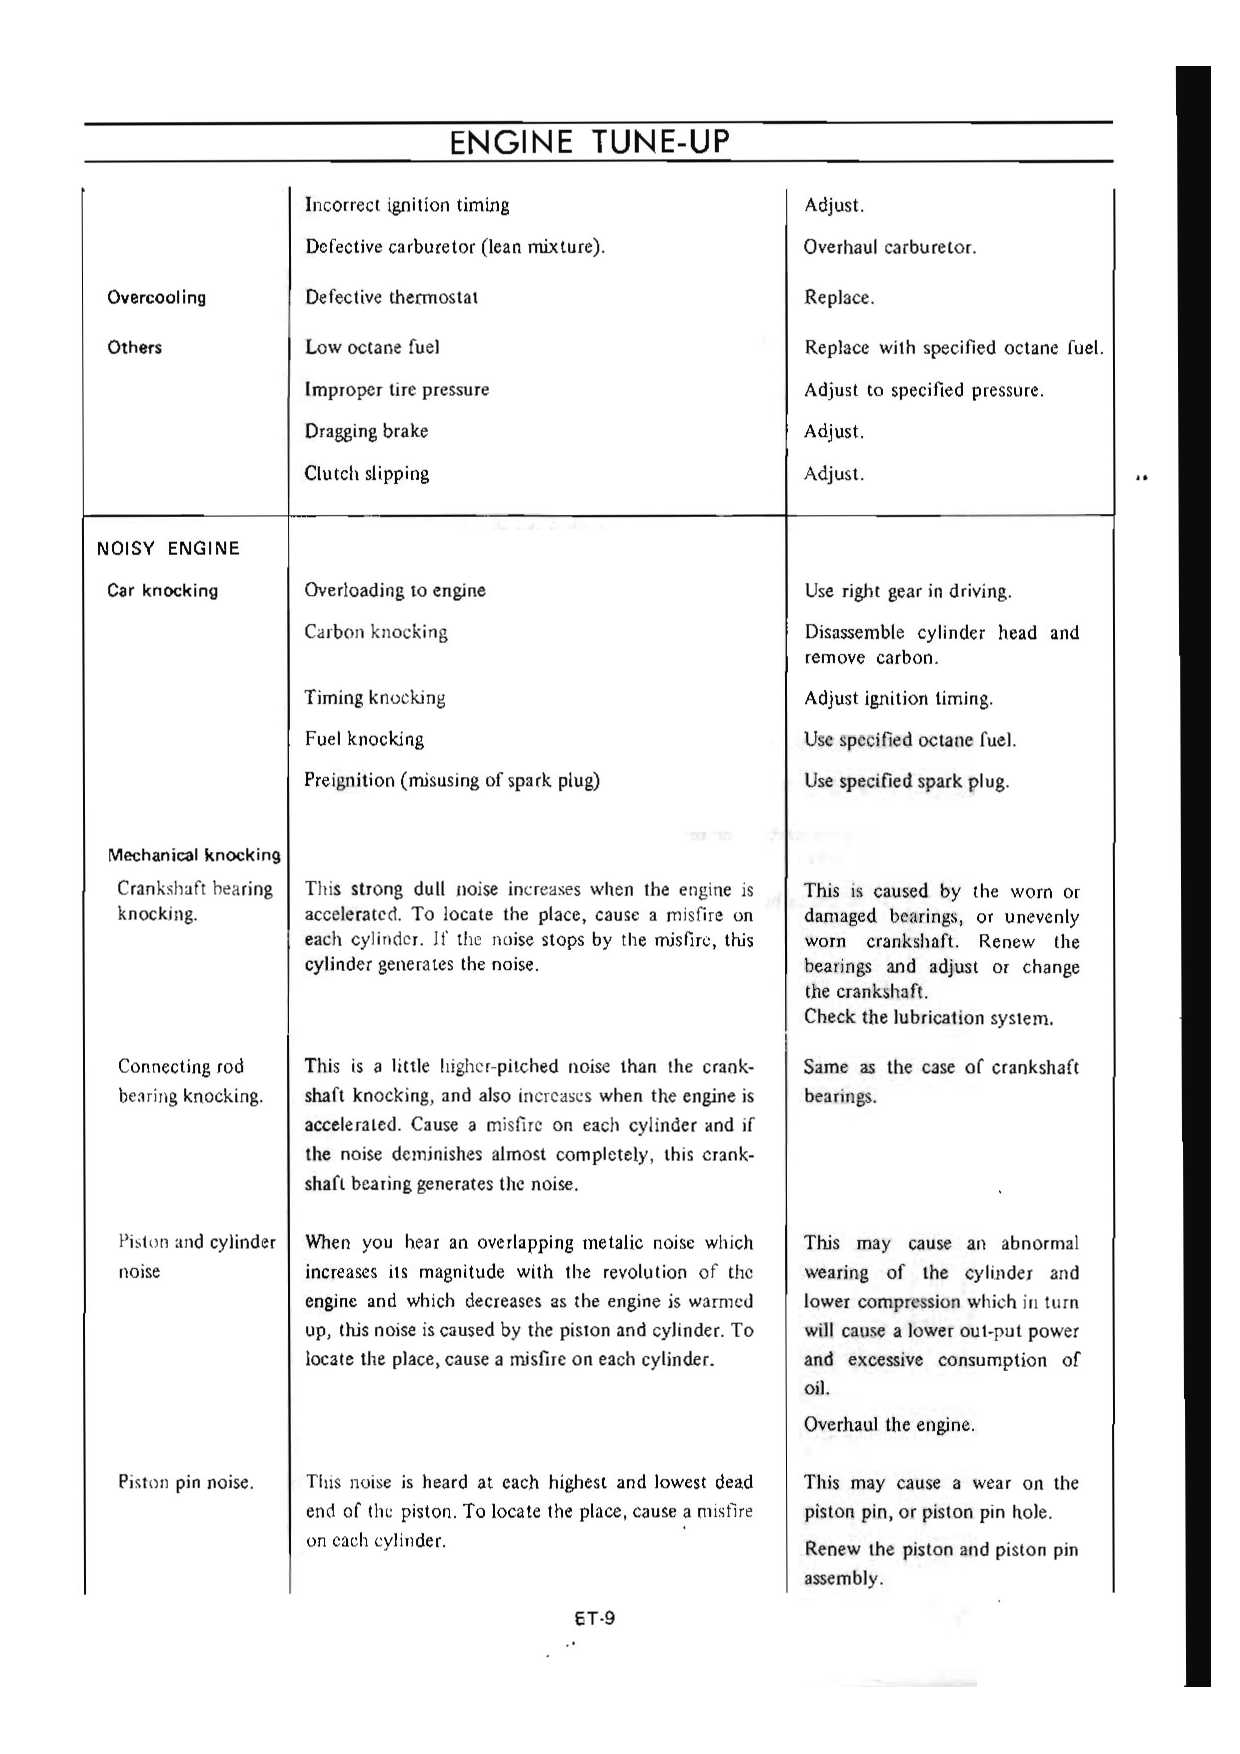 ENGINE TUNE-UP
Incorrect ignition timing
Adjust.
Defective carburetor (lean mixture).
Overhaul carburetor.
Overcooling
Defective thermostat
Replace.
Others
Low octane fuel
Replace with specified octane fuel.
Improper tire pressure
Adjust to specified pressure.
Dragging brake
Adjust.
Clutch slipping
Adjust.
NOISY ENGINE
Car knocking
Overloading to engine
Use right gear in driving.
Carbon knocking
Disassemble cylinder head and
remove carbon.
Timing knocking
Adjust ignition timing.
Fuel knocking
Use specified octane fuel.
Preignition (misusing of spark plug)
Use specified spark plug.
Mechanical knocking
Crankshaft bearing
knocking.
This strong dull noise increases when the engine is
accelerated. To locate the place, cause a misfire on
each cylinder. If the noise stops by the misfire, this
cylinder generates the noise.
This is caused by the worn or
damaged bearings, or unevenly
worn crankshaft. Renew the
bearings and adjust or change
the crankshaft.
Check the lubrication system.
Connecting rod
bearing knocking.
This is a little higher-pitched noise than the crank-
shaft knocking, and also increases when the engine is
accelerated. Cause a misfire on each cylinder and if
the noise deminishes almost completely, this crank-
shaft bearing generates the noise.
Same as the case of crankshaft
bearings.
Piston and cylinder
noise
When you hear an overlapping metalic noise which
increases its magnitude with the revolution of the
engine and which decreases as the engine is warmed
up, this noise is caused by the piston and cylinder. To
locate the place, cause a misfire on each cylinder.
This may cause an abnormal
wearing of the cylinder and
lower compression which in turn
will cause a lower out-put power
and excessive consumption of
oil.
Overhaul the engine.
Piston pin noise.
This noise is heard at each highest and lowest dead
end of the piston. To locate the place, cause a misfire
on each cylinder.
This may cause a wear on the
piston pin, or piston pin hole.
Renew the piston and piston pin
assembly.
ET-9